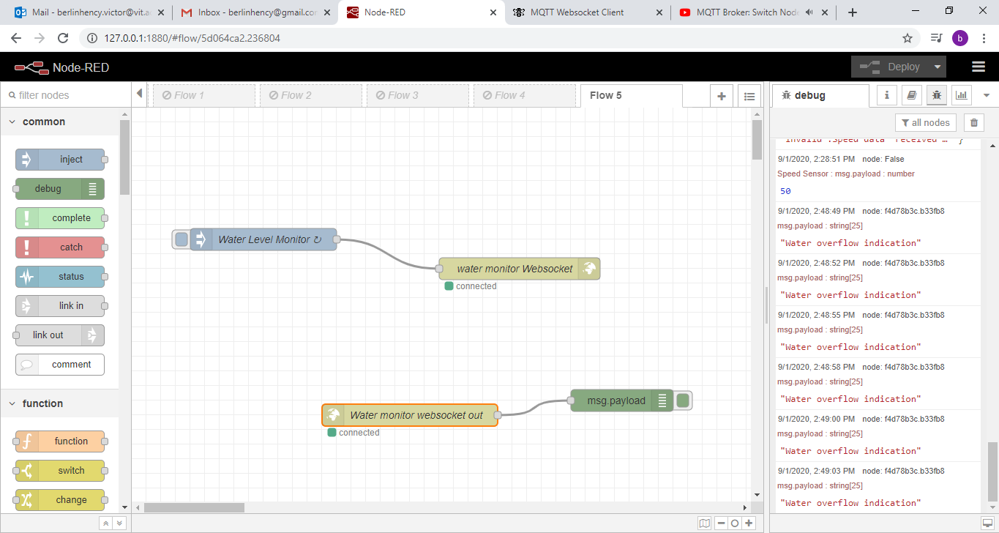 Mail - berlinhency.victor@vit.a
Inbox - berlinhency@gmail.co
Node-RED
MQTT Websocket Client
MQTT Broker: Switch Node
127.0.0.1:1880/#flow/5d064ca2.236804
b
Node-RED
Deploy
filter nodes
Flow 1
Flow 2
Flow 3
Flow 4
Flow 5
debug
all nodes
common
inject
debug
complete
catch
status
link in
link out
comment
function
function
switch
change
Water Level Monitor ↻
water monitor Websocket
connected
Water monitor websocket out
connected
msg.payload
"Invalid :Speed data received … }
9/1/2020, 2:28:51 PM node: False
Speed Sensor : msg.payload : number
50
9/1/2020, 2:48:49 PM node: f4d78b3c.b33fb8
msg.payload : string[25]
"Water overflow indication"
9/1/2020, 2:48:52 PM node: f4d78b3c.b33fb8
msg.payload : string[25]
"Water overflow indication"
9/1/2020, 2:48:55 PM node: f4d78b3c.b33fb8
msg.payload : string[25]
"Water overflow indication"
9/1/2020, 2:48:58 PM node: f4d78b3c.b33fb8
msg.payload : string[25]
"Water overflow indication"
9/1/2020, 2:49:00 PM node: f4d78b3c.b33fb8
msg.payload : string[25]
"Water overflow indication"
9/1/2020, 2:49:03 PM node: f4d78b3c.b33fb8
msg.payload : string[25]
"Water overflow indication"